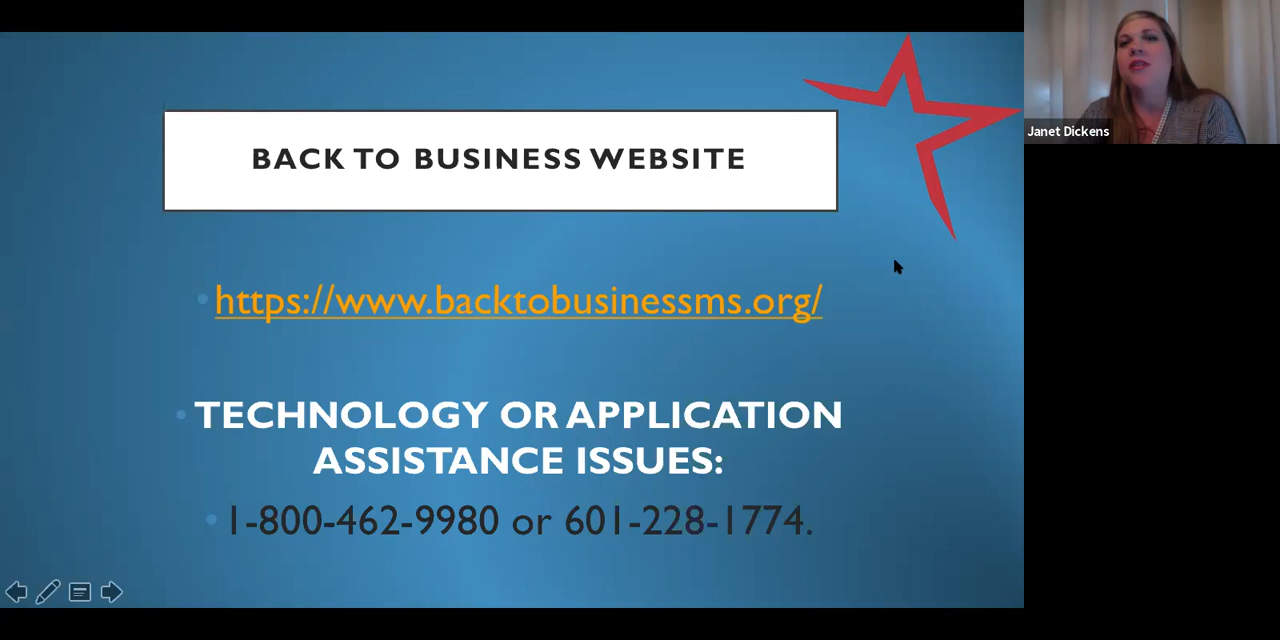 BACK TO BUSINESS WEBSITE
https://www.backtobusinessms.org/
TECHNOLOGY OR APPLICATION
ASSISTANCE ISSUES:
1-800-462-9980 or 601-228-1774.
Janet Dickens